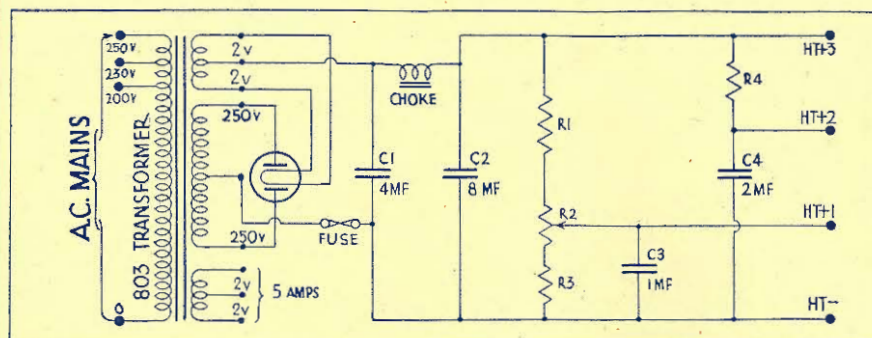 250V
230V
200V
A.C. MAINS
803 TRANSFORMER
O
2V
2V
250V
250V
FUSE
2V
2V
5 AMPS
CHOKE
C1
4MF
C2
8 MF
R1
R2
R3
C3
1MF
R4
C4
2MF
HT+3
HT+2
HT+1
HT-